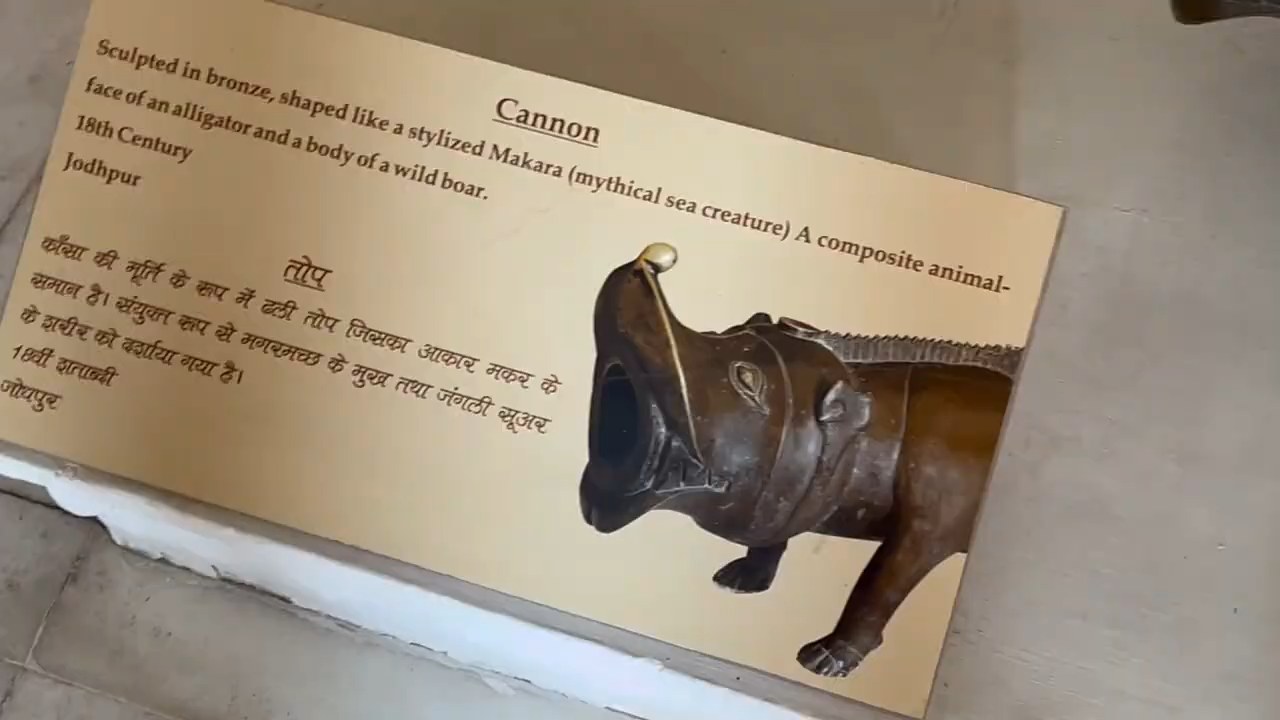 Cannon
Sculpted in bronze, shaped like a stylized Makara (mythical sea creature) A composite animal-
face of an alligator and a body of a wild boar.
18th Century
Jodhpur
तोप
काँसा की मूर्ति के रूप में ढली तोप जिसका आकार मकर के
समान है। संयुक्त रूप से मगरमच्छ के मुख तथा जंगली सूअर
के शरीर को दर्शाया गया है।
18वीं शताब्दी
जोधपुर